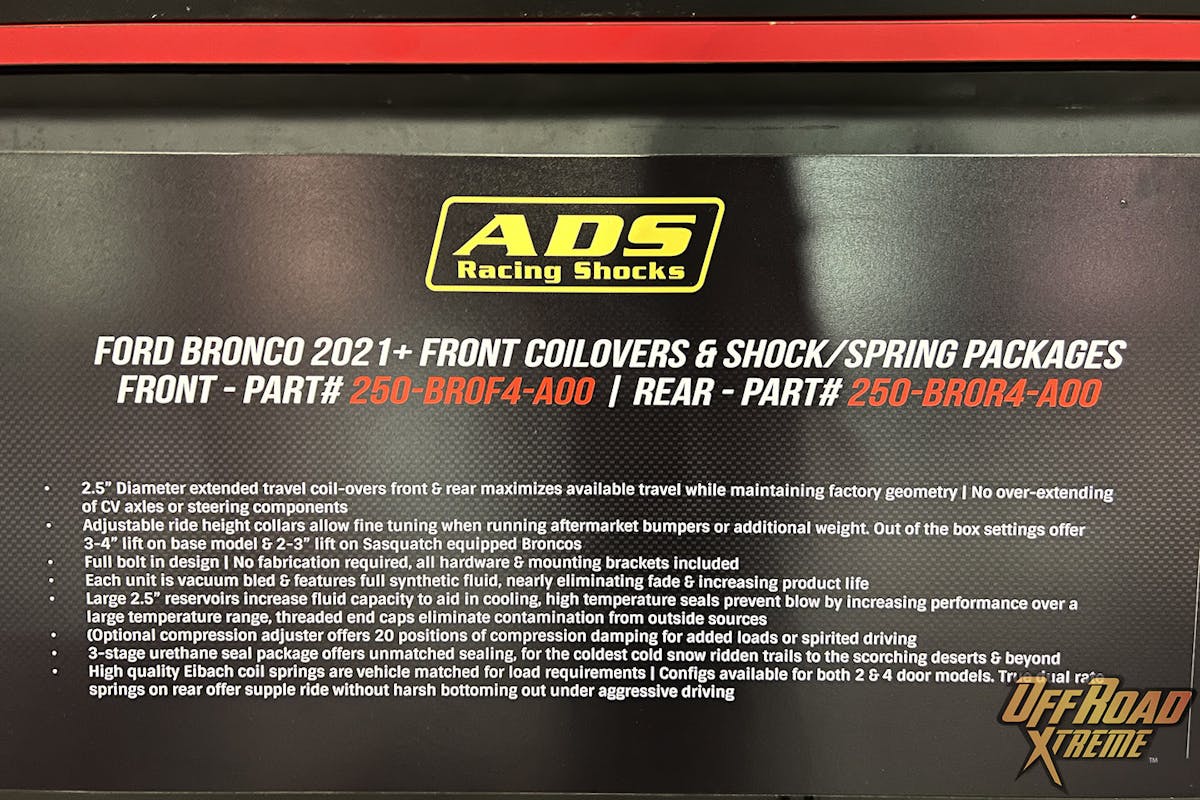 ADS
Racing Shocks
FORD BRONCO 2021+ FRONT COILOVERS & SHOCK/SPRING PACKAGES
FRONT - PART# 250-BROF4-A00 | REAR - PART# 250-BROR4-A00
• 2.5" Diameter extended travel coil-overs front & rear maximizes available travel while maintaining factory geometry | No over-extending
of CV axles or steering components
• Adjustable ride height collars allow fine tuning when running aftermarket bumpers or additional weight. Out of the box settings offer
3-4" lift on base model & 2-3" lift on Sasquatch equipped Broncos
• Full bolt in design | No fabrication required, all hardware & mounting brackets included
• Each unit is vacuum bled & features full synthetic fluid, nearly eliminating fade & increasing product life
• Large 2.5" reservoirs increase fluid capacity to aid in cooling, high temperature seals prevent blow by increasing performance over a
large temperature range, threaded end caps eliminate contamination from outside sources
• (Optional compression adjuster offers 20 positions of compression damping for added loads or spirited driving
• 3-stage urethane seal package offers unmatched sealing, for the coldest cold snow ridden trails to the scorching deserts & beyond
• High quality Eibach coil springs are vehicle matched for load requirements | Configs available for both 2 & 4 door models. True dual rate
springs on rear offer supple ride without harsh bottoming out under aggressive driving
OFFROAD
XTREME
TM